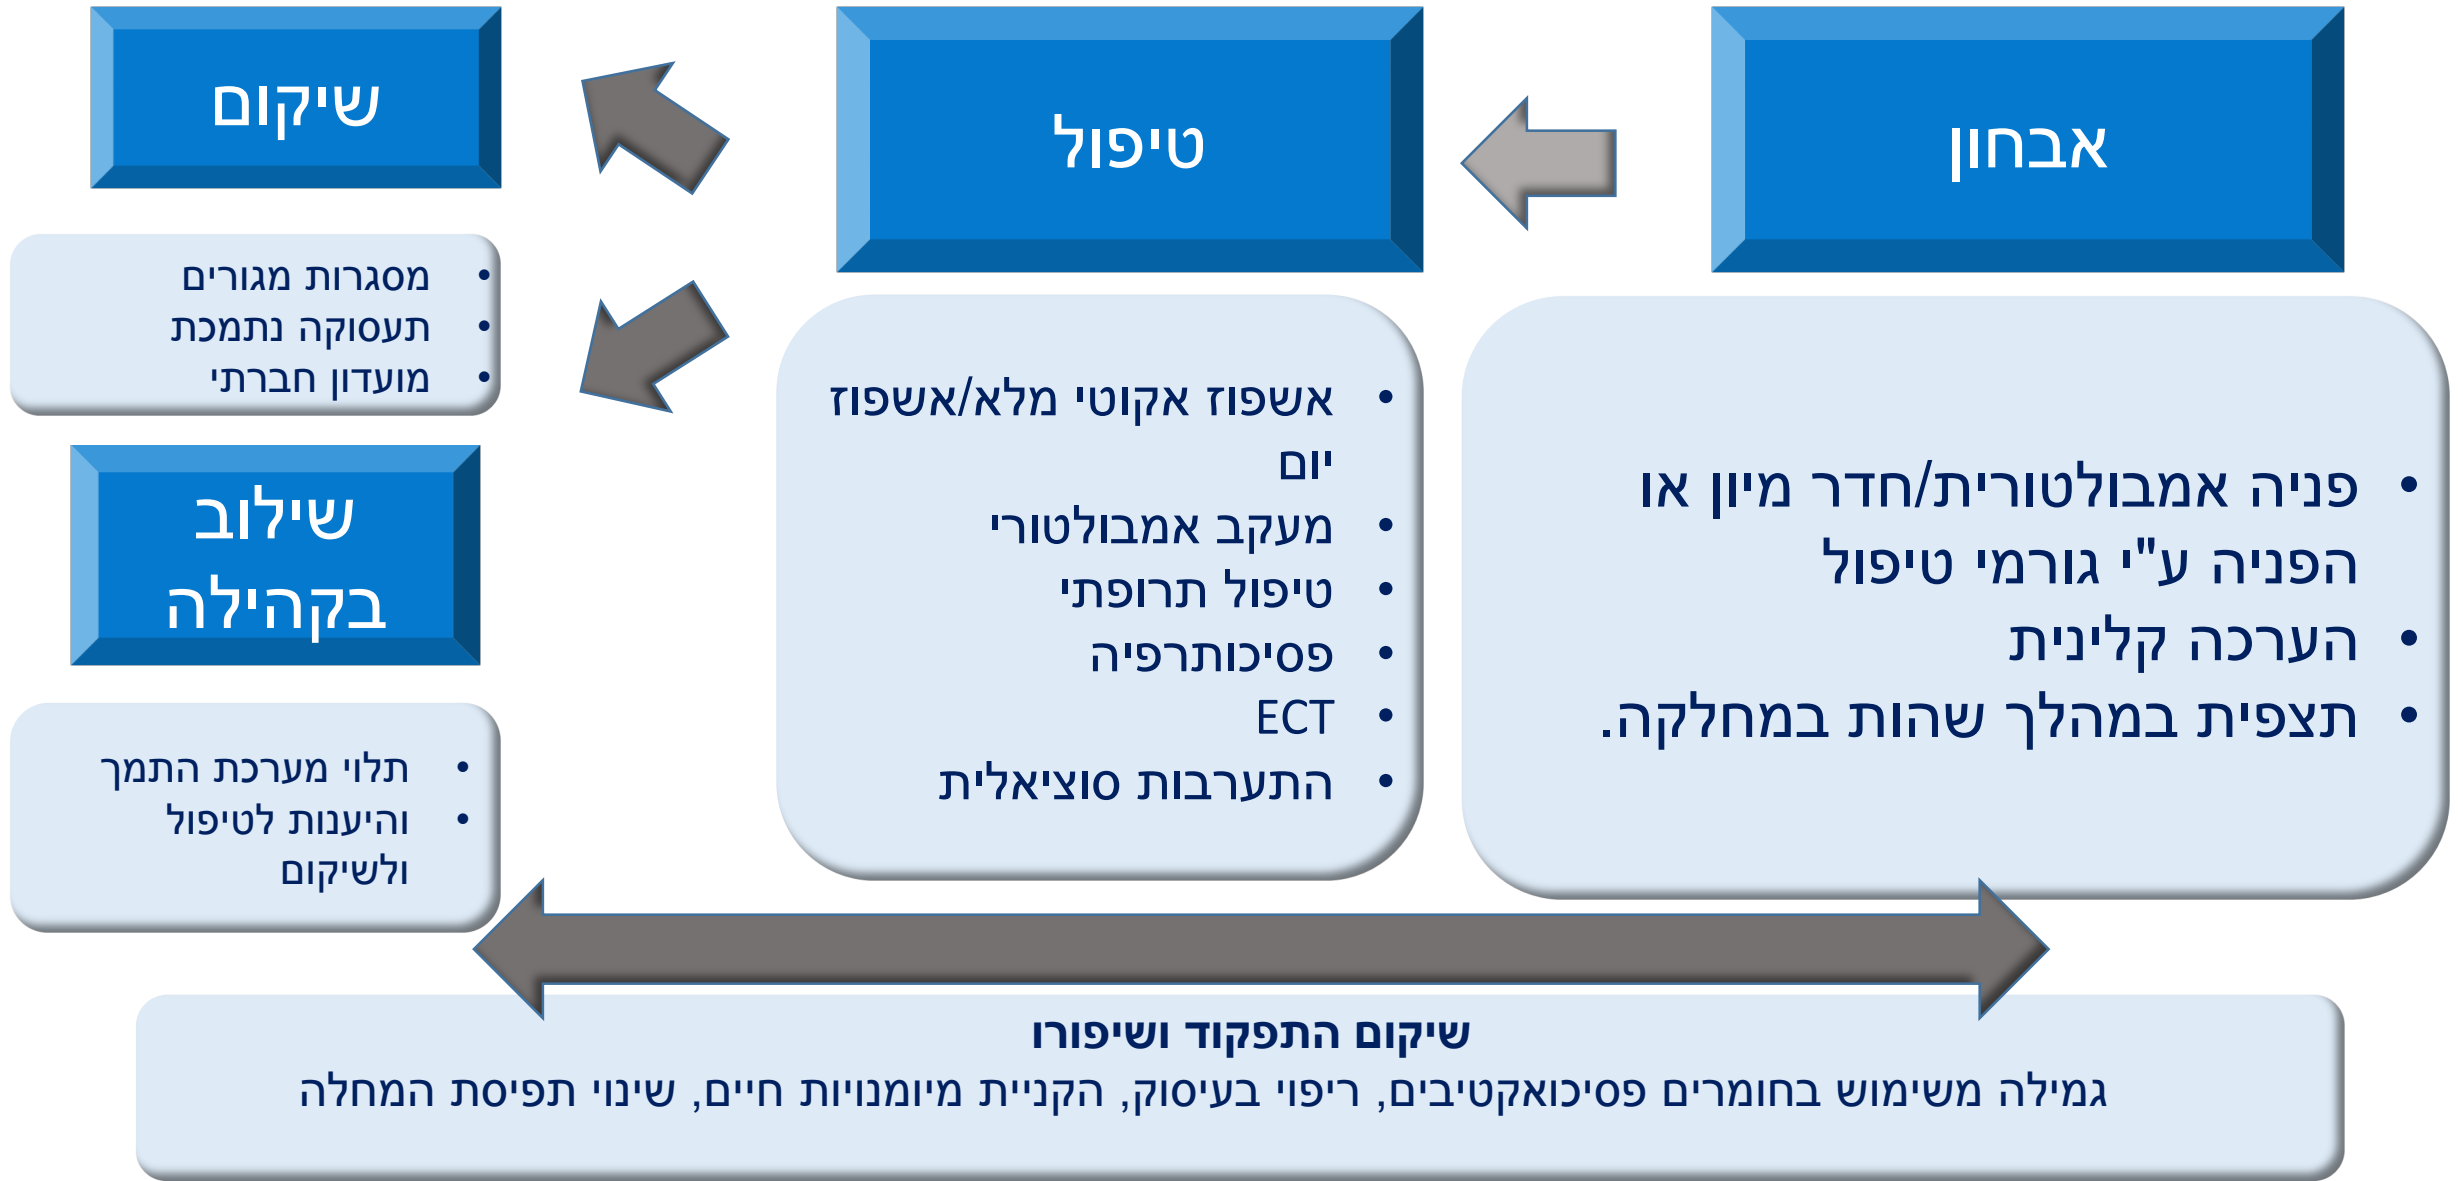 אבחון
פניה אמבולטורית/חדר מיון או
הפניה ע"י גורמי טיפול
הערכה קלינית
תצפית במהלך שהות במחלקה.
טיפול
אשפוז אקוטי מלא/אשפוז
יום
מעקב אמבולטורי
טיפול תרופתי
פסיכותרפיה
ECT
התערבות סוציאלית
שיקום
מסגרות מגורים
תעסוקה נתמכת
מועדון חברתי
שילוב
בקהילה
תלוי מערכת התמך
והיענות לטיפול
ולשיקום
שיקום התפקוד ושיפורו
גמילה משימוש בחומרים פסיכואקטיבים, ריפוי בעיסוק, הקניית מיומנויות חיים, שינוי תפיסת המחלה